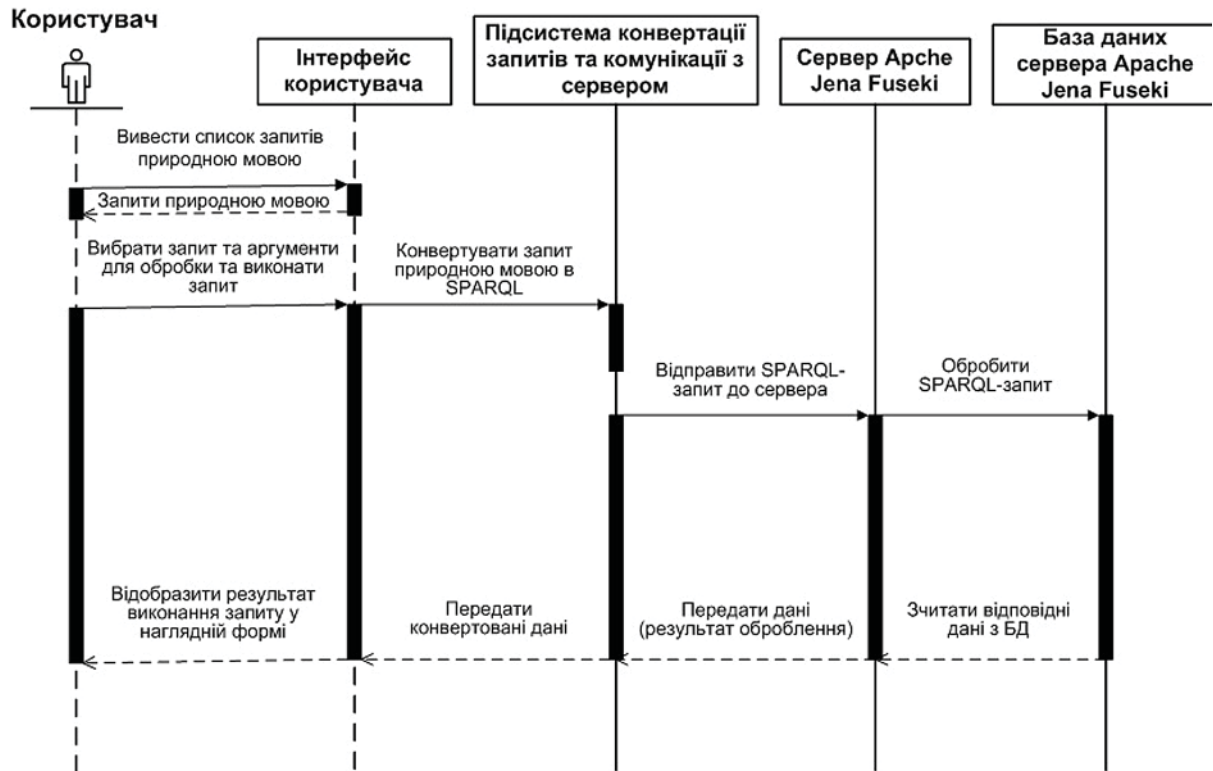 Користувач
Інтерфейс
користувача
Підсистема конвертації
запитів та комунікації з
сервером
Сервер Apche
Jena Fuseki
База даних
сервера Apache
Jena Fuseki
Вивести список запитів
природною мовою
Запити природною мовою
Вибрати запит та аргументи
для обробки та виконати
запит
Конвертувати запит
природною мовою в
SPARQL
Відправити SPARQL-
запит до сервера
Обробити
SPARQL-запит
Відобразити результат
виконання запиту у
наглядній формі
Передати
конвертовані дані
Передати дані
(результат оброблення)
Зчитати відповідні
дані з БД